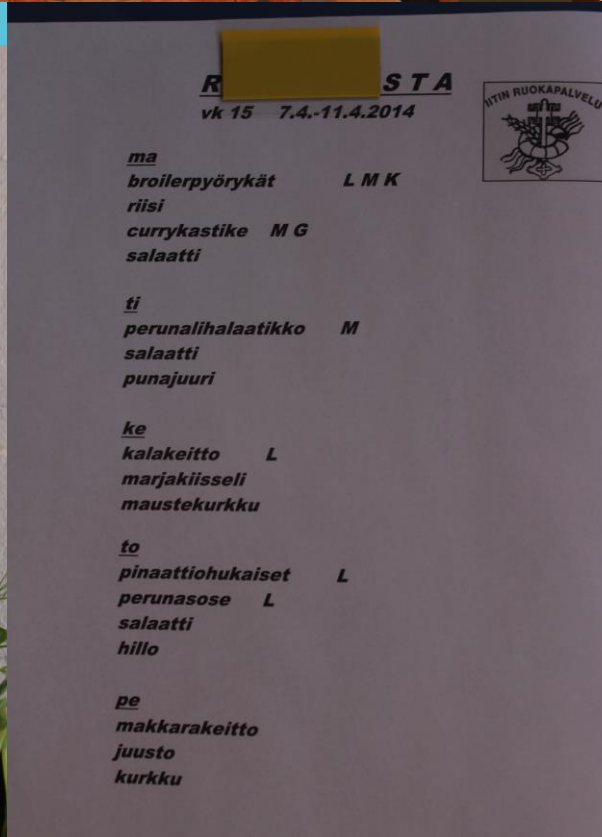 S T A
IITIN RUOKAPALVELU
vk 15 7.4.-11.4.2014
ma
broilerpyörykät L M K
riisi
currykastike M G
salaatti
ti
perunalihalaatikko M
salaatti
punajuuri
ke
kalakeitto L
marjakiisseli
maustekurkku
to
pinaattiohukaiset L
perunasose L
salaatti
hillo
pe
makkarakeitto
juusto
kurkku